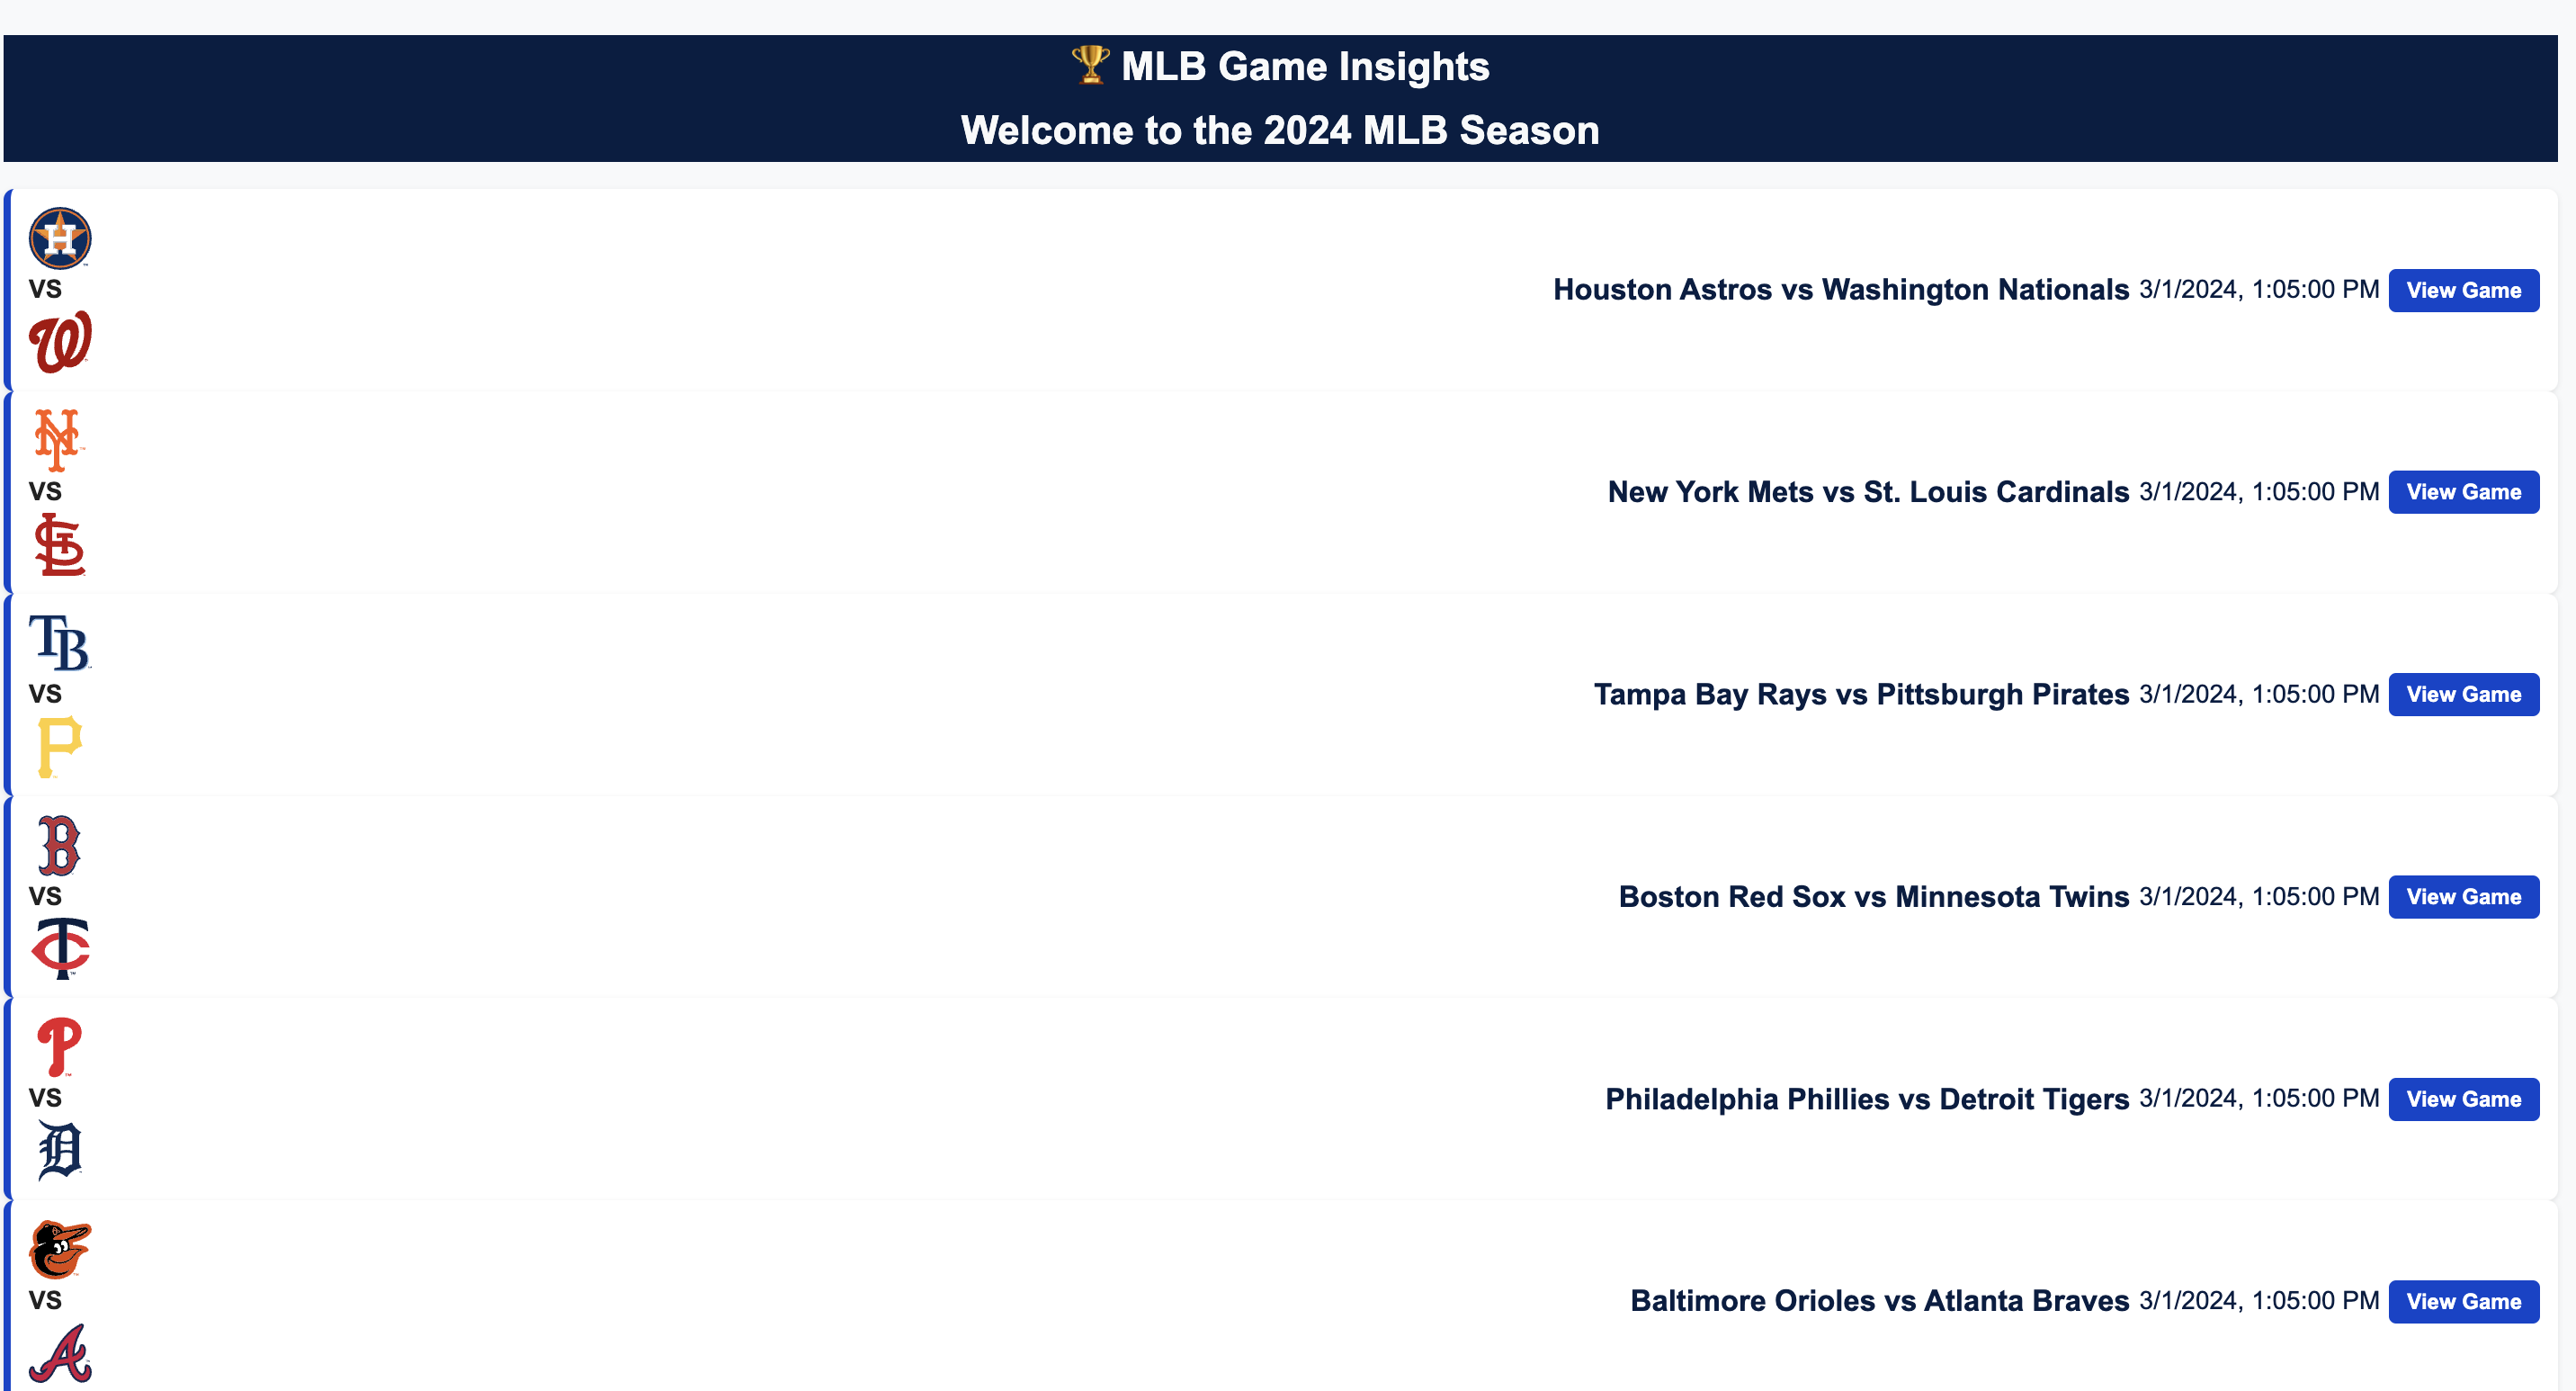 🏆 MLB Game Insights
Welcome to the 2024 MLB Season
H
VS
W
Houston Astros vs Washington Nationals 3/1/2024, 1:05:00 PM View Game
NY
VS
STL
New York Mets vs St. Louis Cardinals 3/1/2024, 1:05:00 PM View Game
TB
VS
P
Tampa Bay Rays vs Pittsburgh Pirates 3/1/2024, 1:05:00 PM View Game
B
VS
TC
Boston Red Sox vs Minnesota Twins 3/1/2024, 1:05:00 PM View Game
P
VS
D
Philadelphia Phillies vs Detroit Tigers 3/1/2024, 1:05:00 PM View Game
VS
A
Baltimore Orioles vs Atlanta Braves 3/1/2024, 1:05:00 PM View Game